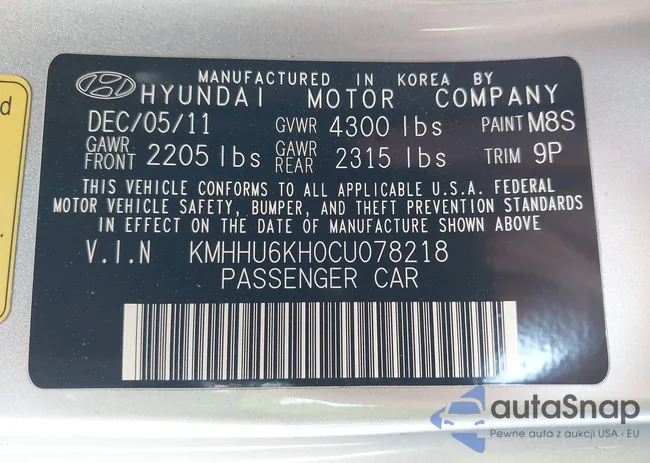 MANUFACTURED IN KOREA BY
HYUNDAI MOTOR COMPANY
DEC/05/11 GVWR 4300 lbs PAINT M8S
GAWR FRONT 2205 lbs GAWR REAR 2315 lbs TRIM 9P
THIS VEHICLE CONFORMS TO ALL APPLICABLE U.S.A. FEDERAL
MOTOR VEHICLE SAFETY, BUMPER, AND THEFT PREVENTION STANDARDS
IN EFFECT ON THE DATE OF MANUFACTURE SHOWN ABOVE
V.I.N KMHHU6KH0CU078218
PASSENGER CAR
autaSnap
Pewne auta z aukcji USA i EU